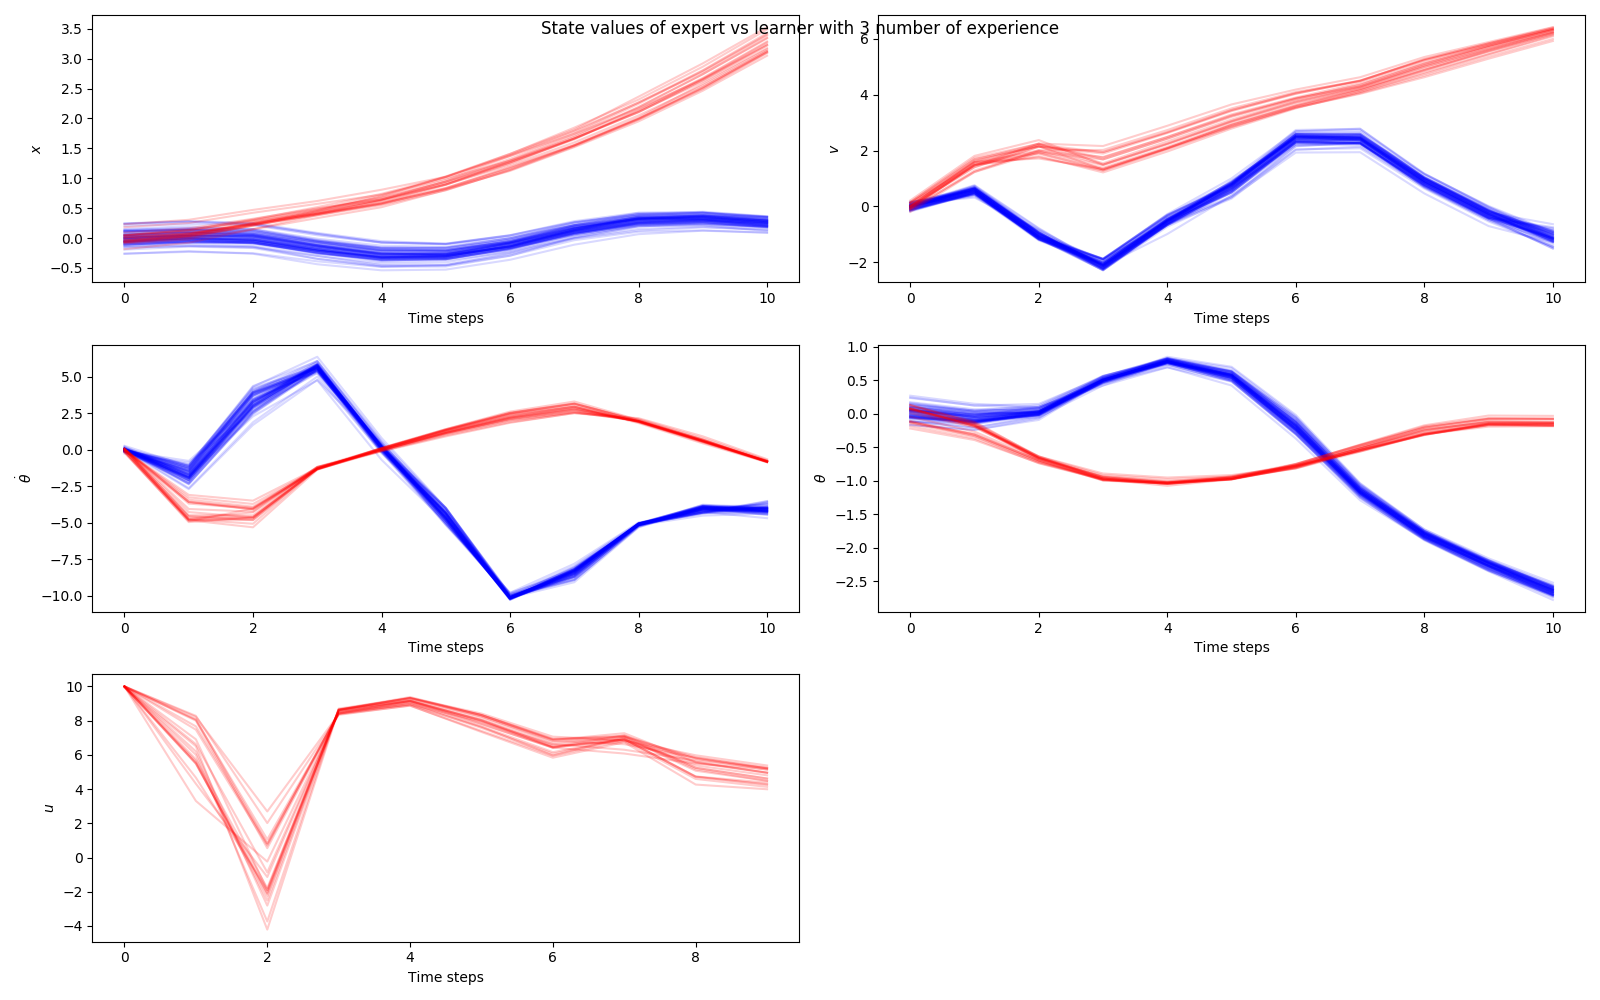 State values of expert vs learner with 3 number of experience
3.5
3.0
2.5
2.0
1.5
1.0
0.5
0.0
−0.5
x
0 2 4 6 8 10
Time steps
6
4
2
0
−2
v
0 2 4 6 8 10
Time steps
5.0
2.5
0.0
−2.5
−5.0
−7.5
−10.0
θ̇
0 2 4 6 8 10
Time steps
1.0
0.5
0.0
−0.5
−1.0
−1.5
−2.0
−2.5
θ
0 2 4 6 8 10
Time steps
10
8
6
4
2
0
−2
−4
u
0 2 4 6 8
Time steps